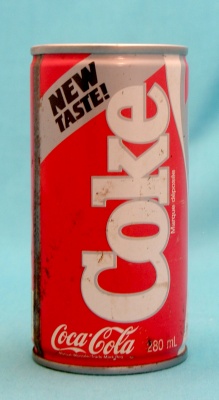 NEW
TASTE!
Coke
Marque déposée
Coca-Cola
280 mL